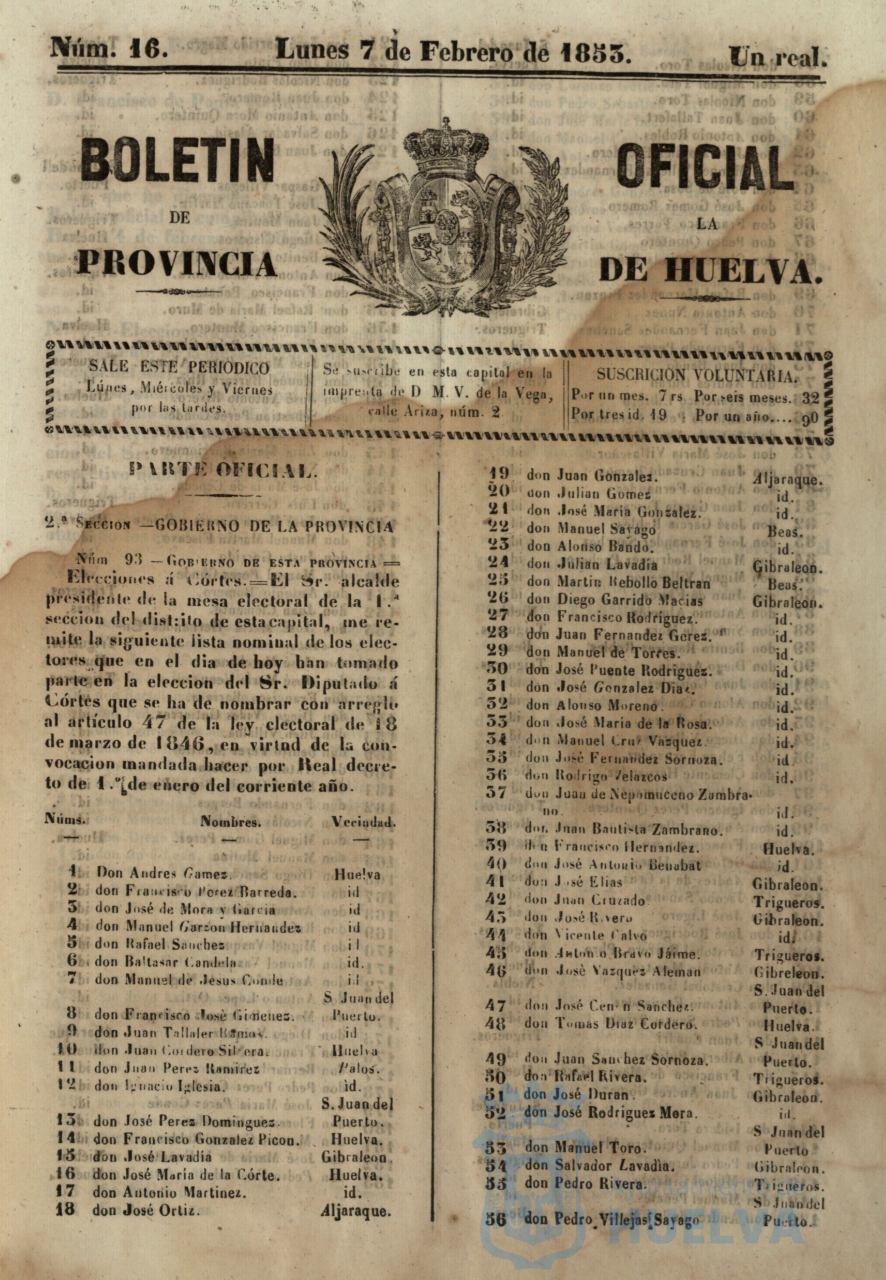 Núm. 16. Lunes 7 de Febrero de 1853. Un real.
BOLETIN OFICIAL
DE LA
PROVINCIA DE HUELVA.
SALE ESTE PERIÓDICO
Lúnes, Miércoles y Viernes
por las tardes.
Se suscribe en esta capital en la
imprenta de D M. V. de la Vega,
calle Ariza, núm. 2
SUSCRICION VOLUNTARIA.
Por un mes. 7 rs Por seis meses. 32
Por tres id. 19 Por un año.... 90
PARTE OFICIAL.
2.ª SECCION —GOBIERNO DE LA PROVINCIA
Núm 93 —GOBIERNO DE ESTA PROVINCIA ==
Elecciones á Córtes.==El Sr. alcalde
presidente de la mesa electoral de la 1.ª
seccion del distrito de esta capital, me re-
mite la siguiente lista nominal de los elec-
tores que en el dia de hoy han tomado
parte en la eleccion del Sr. Diputado á
Córtes que se ha de nombrar con arreglo
al artículo 47 de la ley electoral de 18
de marzo de 1846, en virtud de la con-
vocacion mandada hacer por Real decre-
to de 1.º de enero del corriente año.
Núms. Nombres. Vecindad.
1 Don Andres Gamez. Huelva
2 don Francisco Perez Barreda. id
3 don José de Mora y Garcia id
4 don Manuel Garzon Hernandez id
5 don Rafael Sanchez id
6 don Baltasar Candela. id.
7 don Manuel de Jesus Conde id
S Juan del
8 don Francisco José Gimenez. Puerto.
9 don Juan Tallafer Ramos. id
10 don Juan Cordero Silvera. Huelva
11 don Juan Perez Ramirez Palos.
12 don Ignacio Iglesia. id.
S. Juan del
13 don José Perez Dominguez. Puerto.
14 don Francisco Gonzalez Picon. Huelva.
15 don José Lavadia Gibraleon.
16 don José Maria de la Córte. Huelva.
17 don Antonio Martinez. id.
18 don José Ortiz. Aljaraque.
19 don Juan Gonzalez. Aljaraque.
20 don Julian Gomez id.
21 don José Maria Gonzalez. id.
22 don Manuel Sayago Beas.
23 don Alonso Bando. id.
24 don Julian Lavadia Gibraleon.
25 don Martin Rebollo Beltran Beas.
26 don Diego Garrido Macias Gibraleon.
27 don Francisco Rodriguez. id.
28 don Juan Fernandez Gerez. id.
29 don Manuel de Torres. id.
30 don José Puente Rodriguez. id.
31 don José Gonzalez Diaz. id.
32 don Alonso Moreno. id.
33 don José Maria de la Rosa. id.
34 don Manuel Cruz Vazquez. id.
35 don José Fernandez Sornoza. id
36 don Rodrigo Velazcos id.
37 don Juan de Nepomuceno Zambra-
no. id.
38 don Juan Bautista Zambrano. id.
39 don Francisco Hernandez. Huelva.
40 don José Antonio Benabat id.
41 don José Elias Gibraleon.
42 don Juan Cruzado Trigueros.
43 don José Rivero Gibraleon.
44 don Vicente Calvo id.
45 don Antonio Bravo Jaime. Trigueros.
46 don José Vazquez Aleman Gibreleon.
S. Juan del
47 don José Sanchez. Puerto.
48 don Tomas Diaz Cordero. Huelva.
S Juan del
49 don Juan Sanchez Sornoza. Puerto.
50 don Rafael Rivera. Trigueros.
51 don José Duran. Gibraleon.
52 don José Rodriguez Mora. id.
S Juan del
53 don Manuel Toro. Puerto
54 don Salvador Lavadia. Gibraleon.
55 don Pedro Rivera. Trigueros.
S Juan del
56 don Pedro Villejas Sayago Puerto.
HUELVA